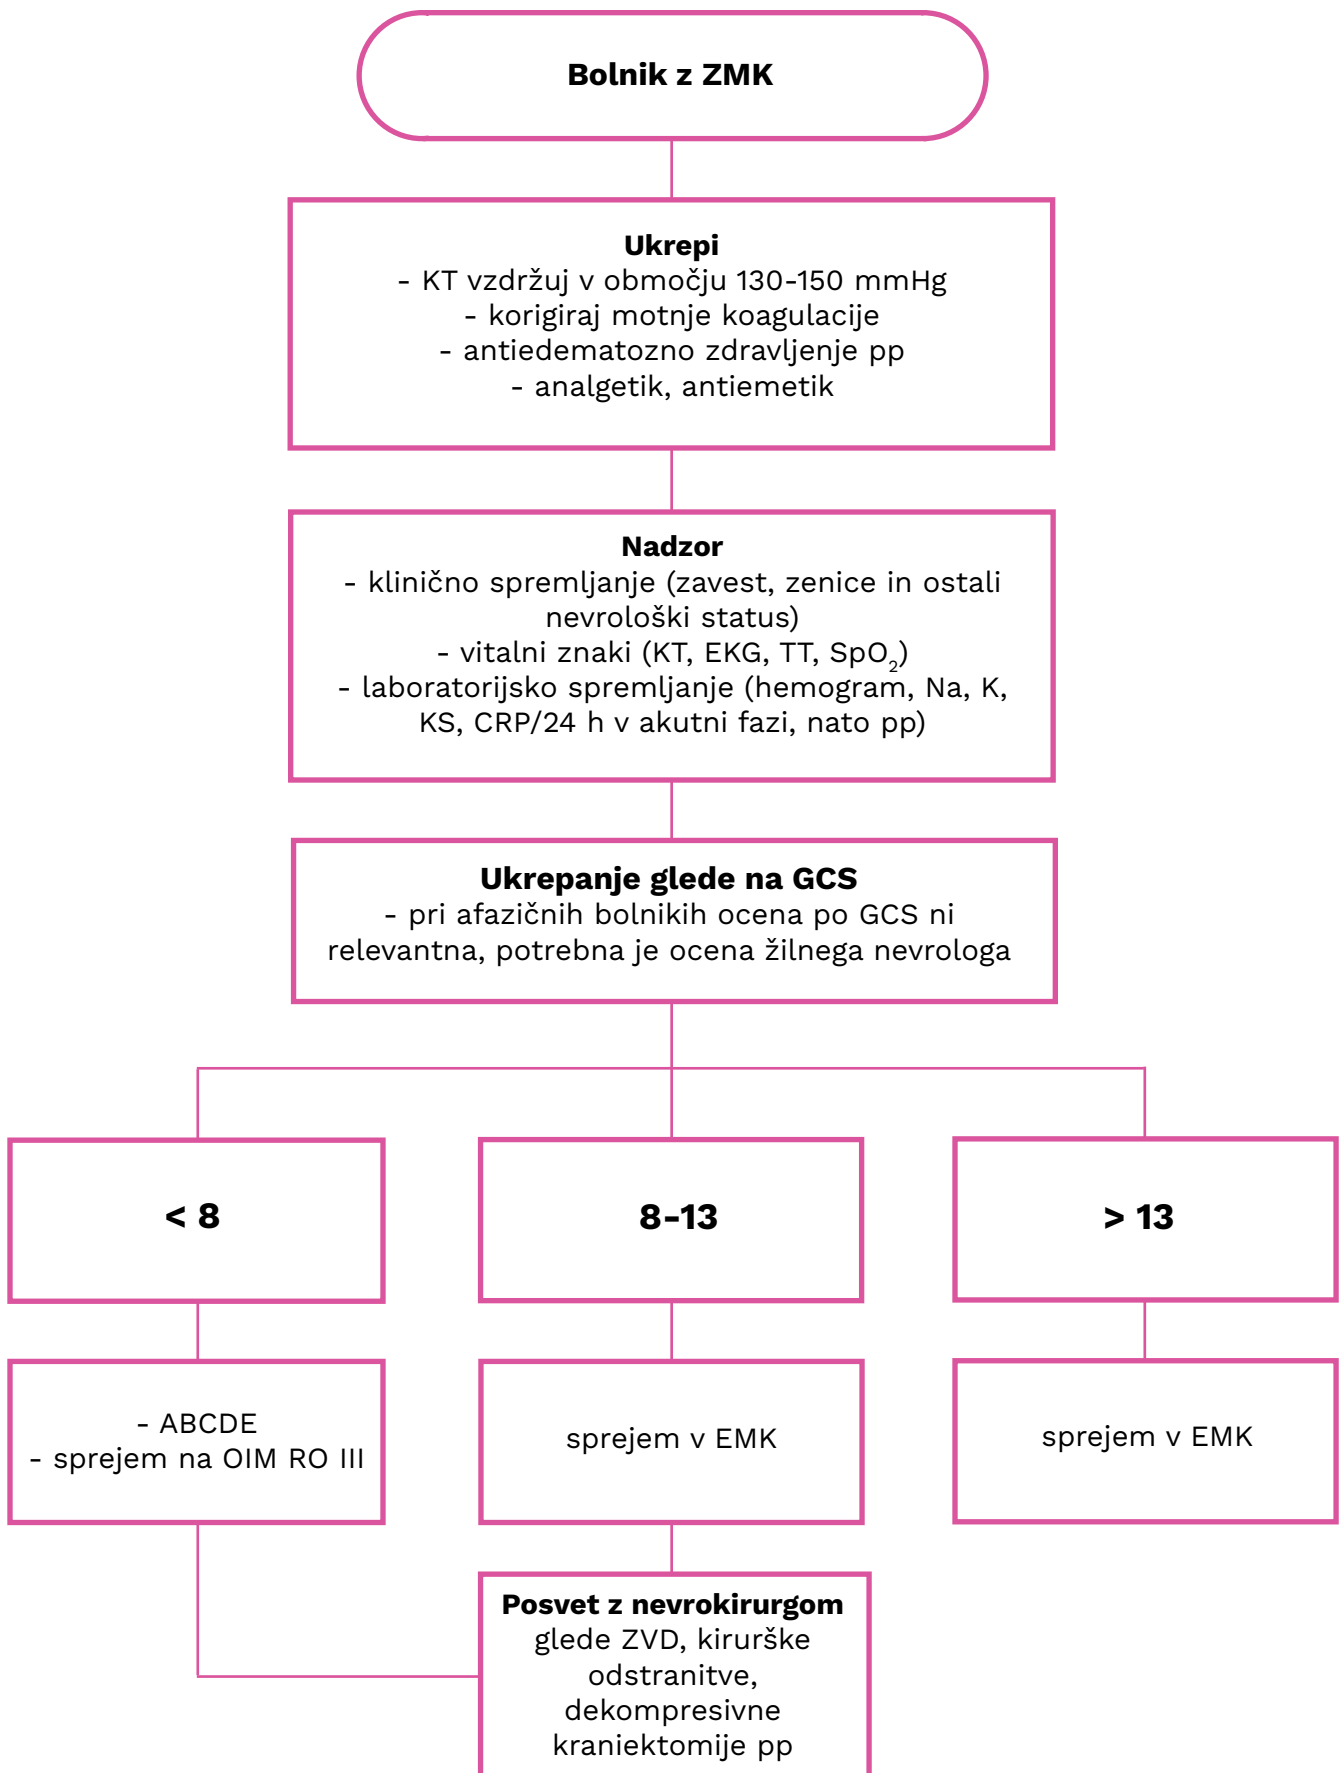 Bolnik z ZMK
Ukrepi
- KT vzdržuj v območju 130-150 mmHg
- korigiraj motnje koagulacije
- antiedematozno zdravljenje pp
- analgetik, antiemetik
Nadzor
- klinično spremljanje (zavest, zenice in ostali
nevrološki status)
- vitalni znaki (KT, EKG, TT, SpO₂)
- laboratorijsko spremljanje (hemogram, Na, K,
KS, CRP/24 h v akutni fazi, nato pp)
Ukrepanje glede na GCS
- pri afazičnih bolnikih ocena po GCS ni
relevantna, potrebna je ocena žilnega nevrologa
< 8
8-13
> 13
- ABCDE
- sprejem na OIM RO III
sprejem v EMK
sprejem v EMK
Posvet z nevrokirurgom
glede ZVD, kirurške
odstranitve,
dekompresivne
kraniektomije pp